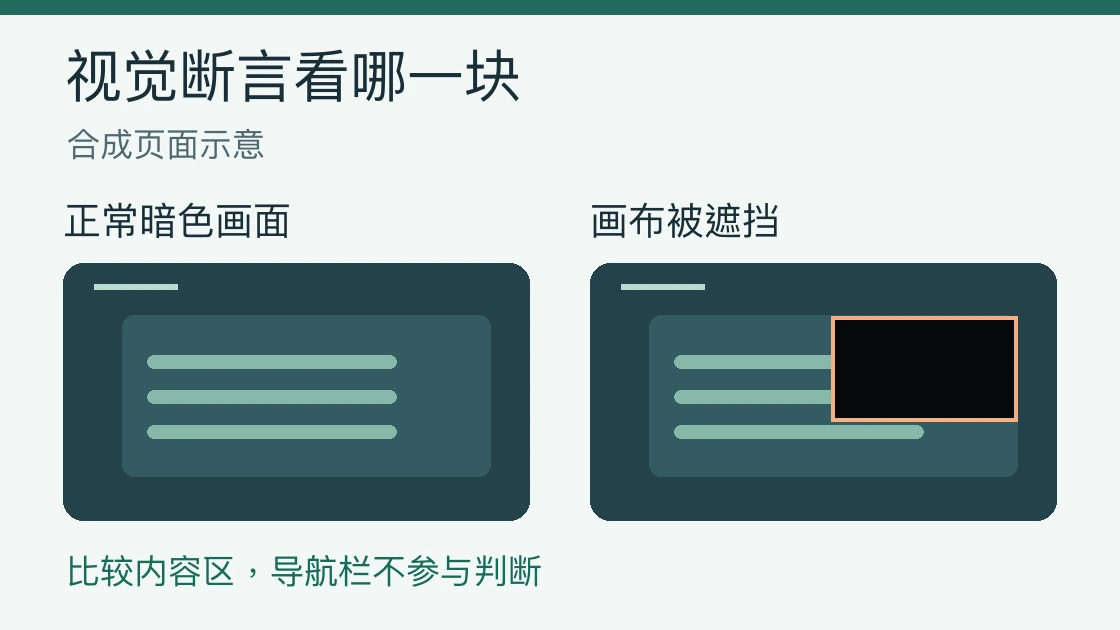 视觉断言看哪一块
合成页面示意
正常暗色画面
画布被遮挡
比较内容区，导航栏不参与判断